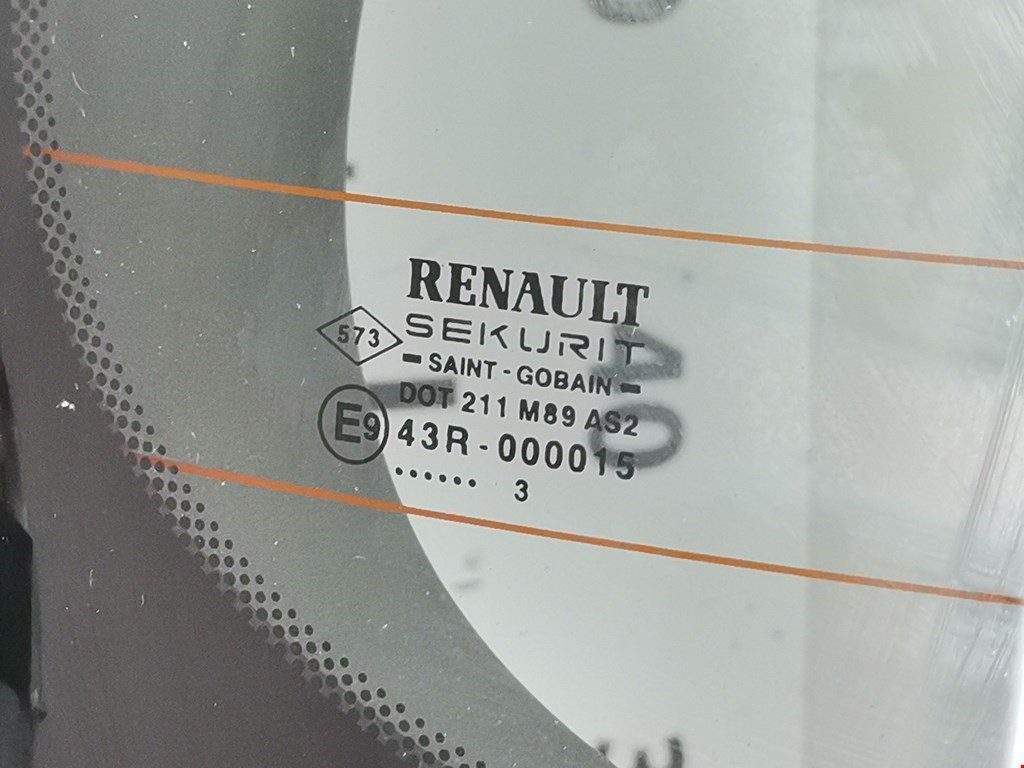 RENAULT
573
SEKURIT
- SAINT - GOBAIN -
DOT 211 M89 AS2
E9
43R - 000015
...... 3